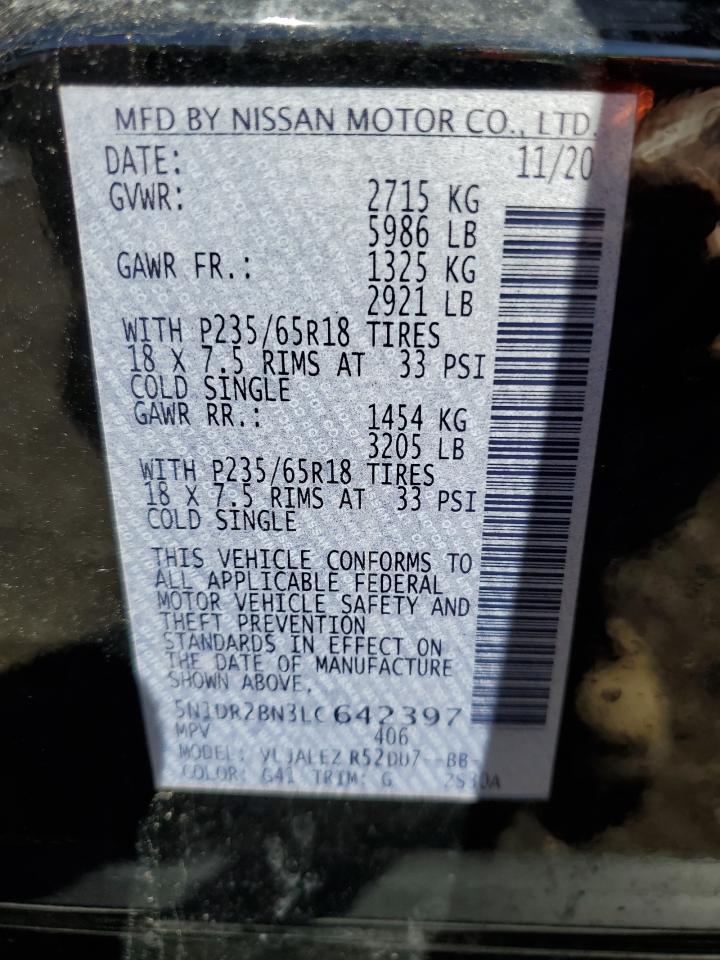 MFD BY NISSAN MOTOR CO., LTD.
DATE: 11/20
GVWR: 2715 KG
5986 LB
GAWR FR.: 1325 KG
2921 LB
WITH P235/65R18 TIRES
18 X 7.5 RIMS AT 33 PSI
COLD SINGLE
GAWR RR.: 1454 KG
3205 LB
WITH P235/65R18 TIRES
18 X 7.5 RIMS AT 33 PSI
COLD SINGLE
THIS VEHICLE CONFORMS TO
ALL APPLICABLE FEDERAL
MOTOR VEHICLE SAFETY AND
THEFT PREVENTION
STANDARDS IN EFFECT ON
THE DATE OF MANUFACTURE
SHOWN ABOVE.
5N1DR2BN3LC642397
MPV 406
MODEL:
COLOR: G41 TRIM: G